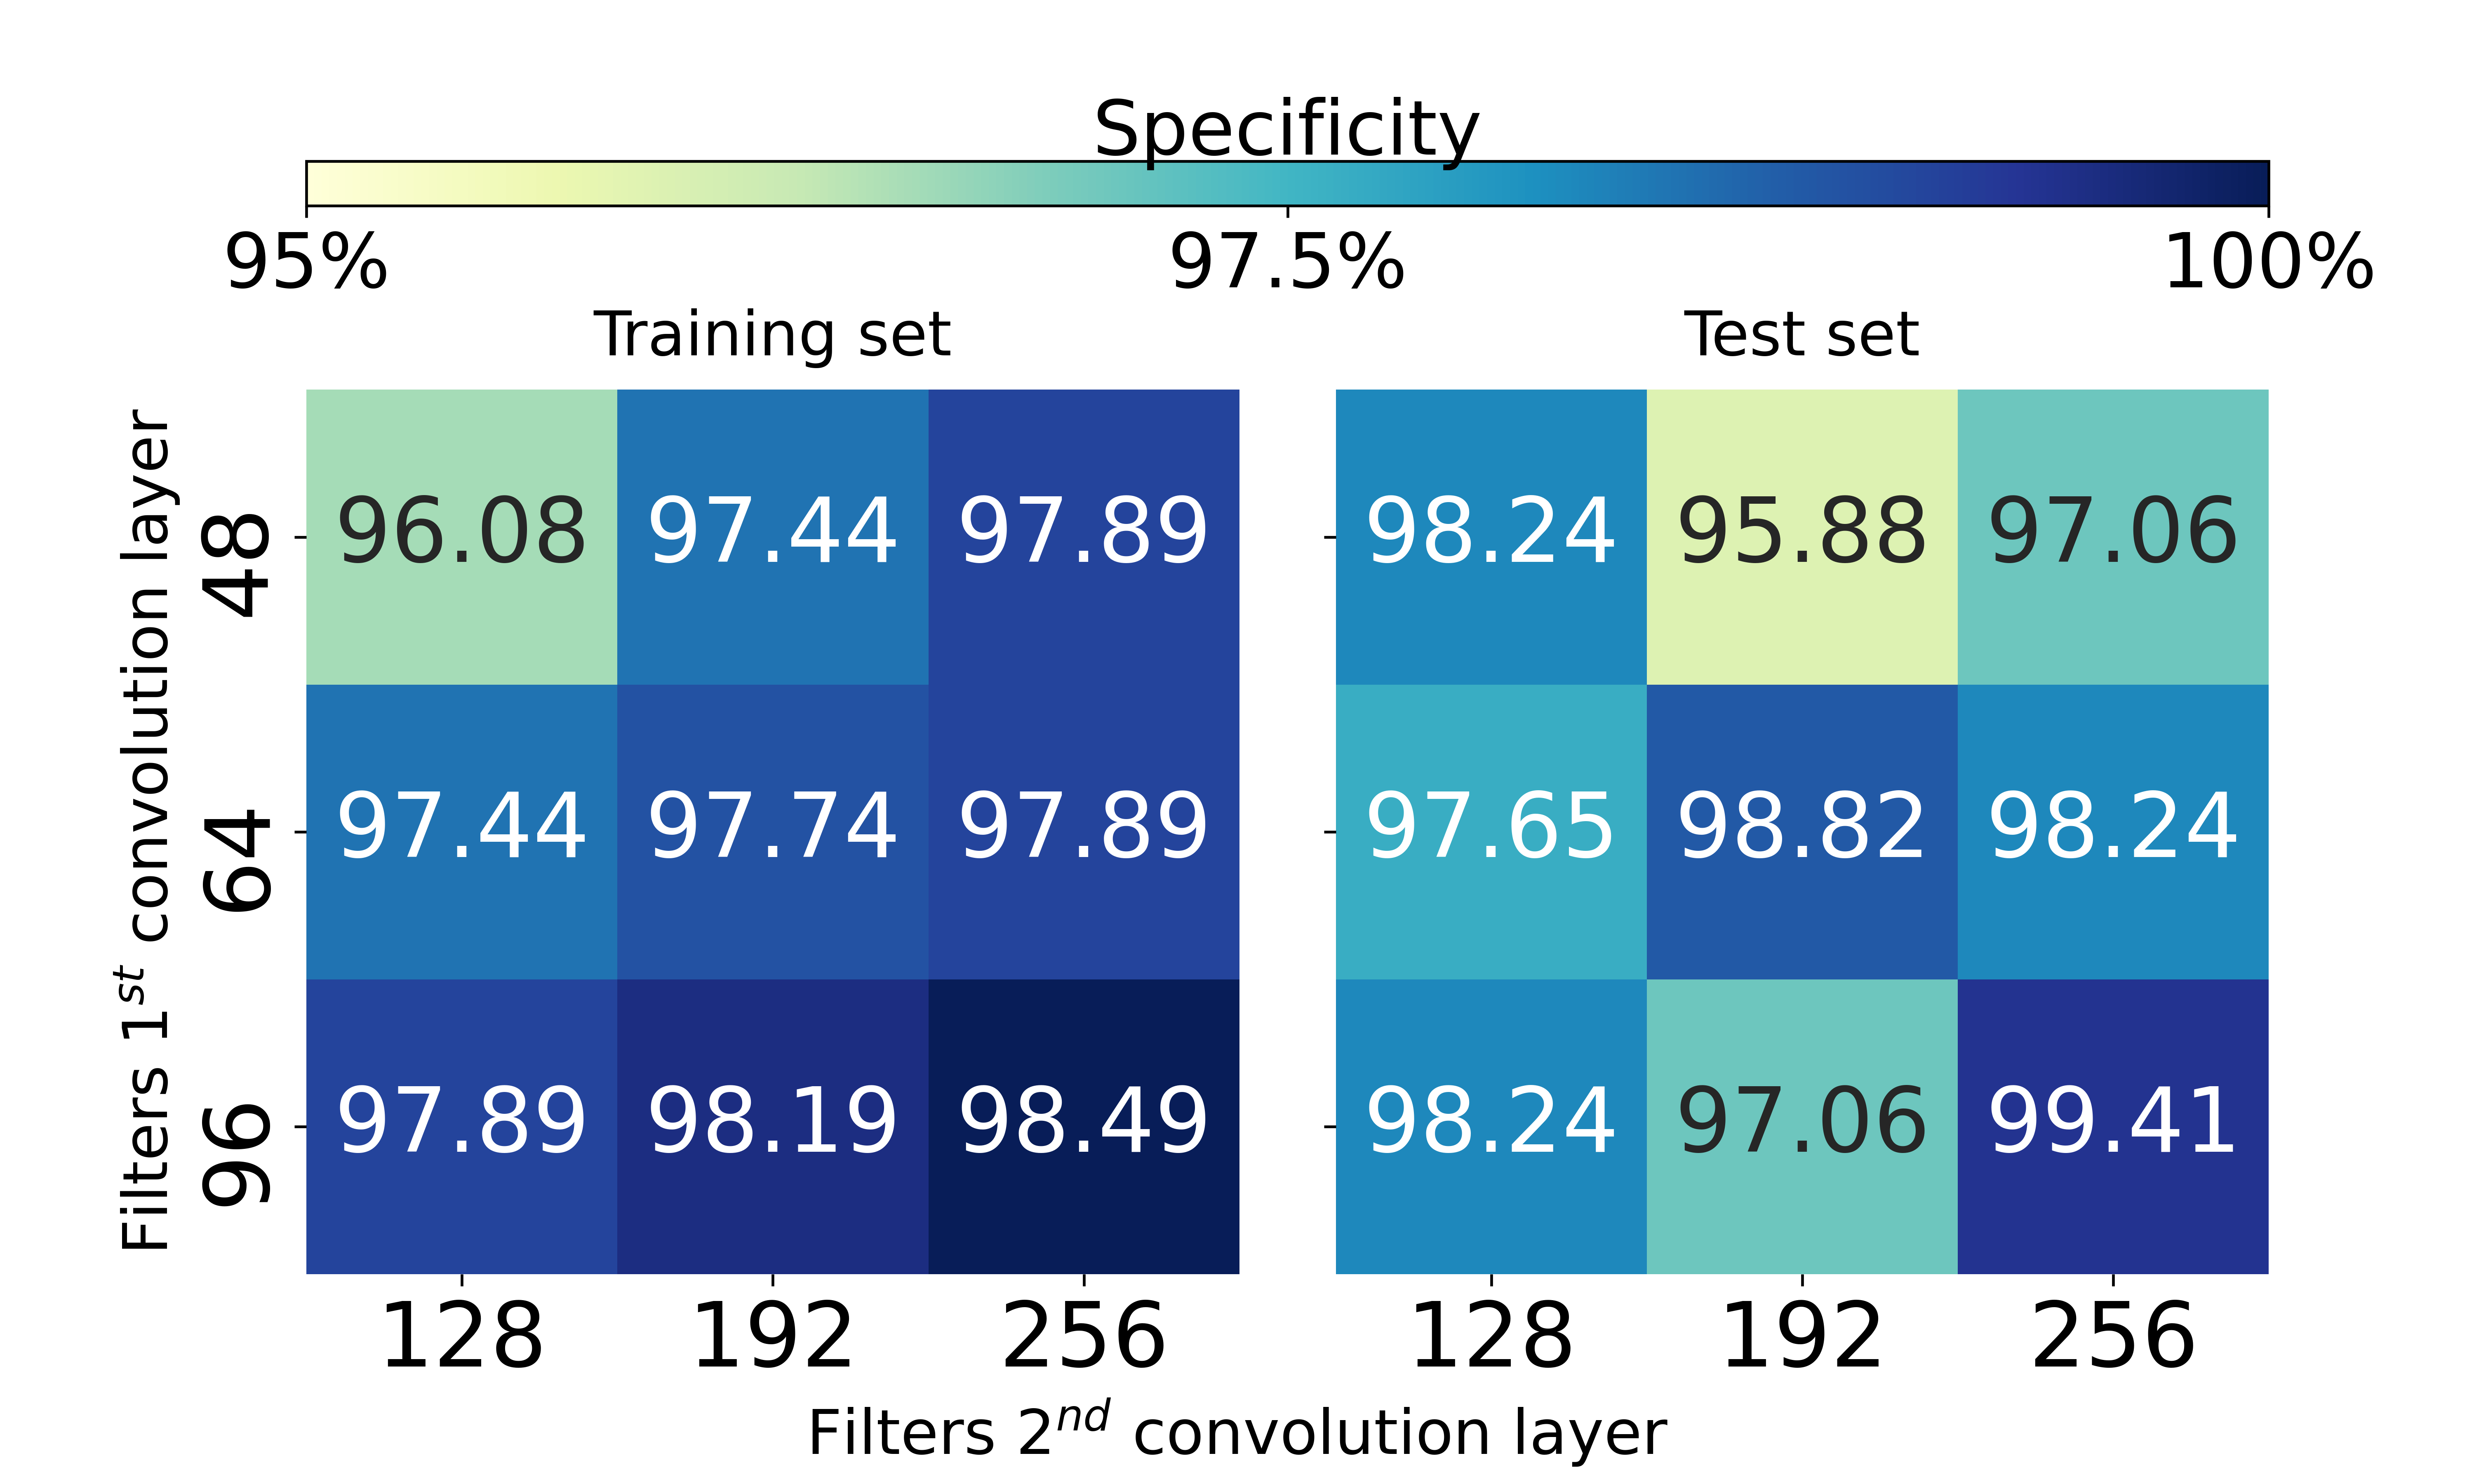 Specificity
95% 97.5% 100%
Training set Test set
Filters 1st convolution layer
48 96.08 97.44 97.89 98.24 95.88 97.06
64 97.44 97.74 97.89 97.65 98.82 98.24
96 97.89 98.19 98.49 98.24 97.06 99.41
128 192 256 128 192 256
Filters 2nd convolution layer